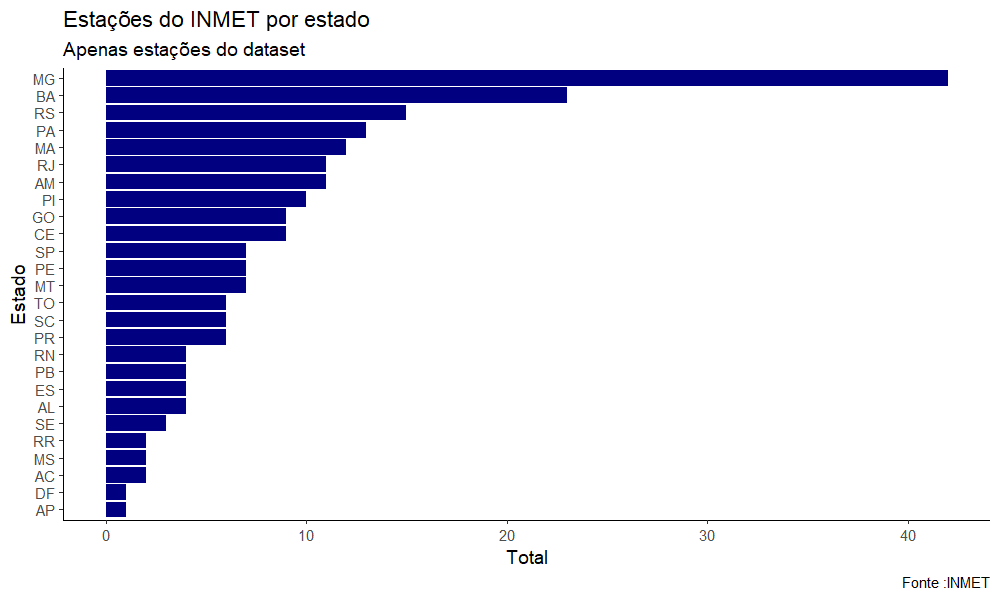 Estações do INMET por estado
Apenas estações do dataset
Estado
MG
BA
RS
PA
MA
RJ
AM
PI
GO
CE
SP
PE
MT
TO
SC
PR
RN
PB
ES
AL
SE
RR
MS
AC
DF
AP
0 10 20 30 40
Total
Fonte :INMET